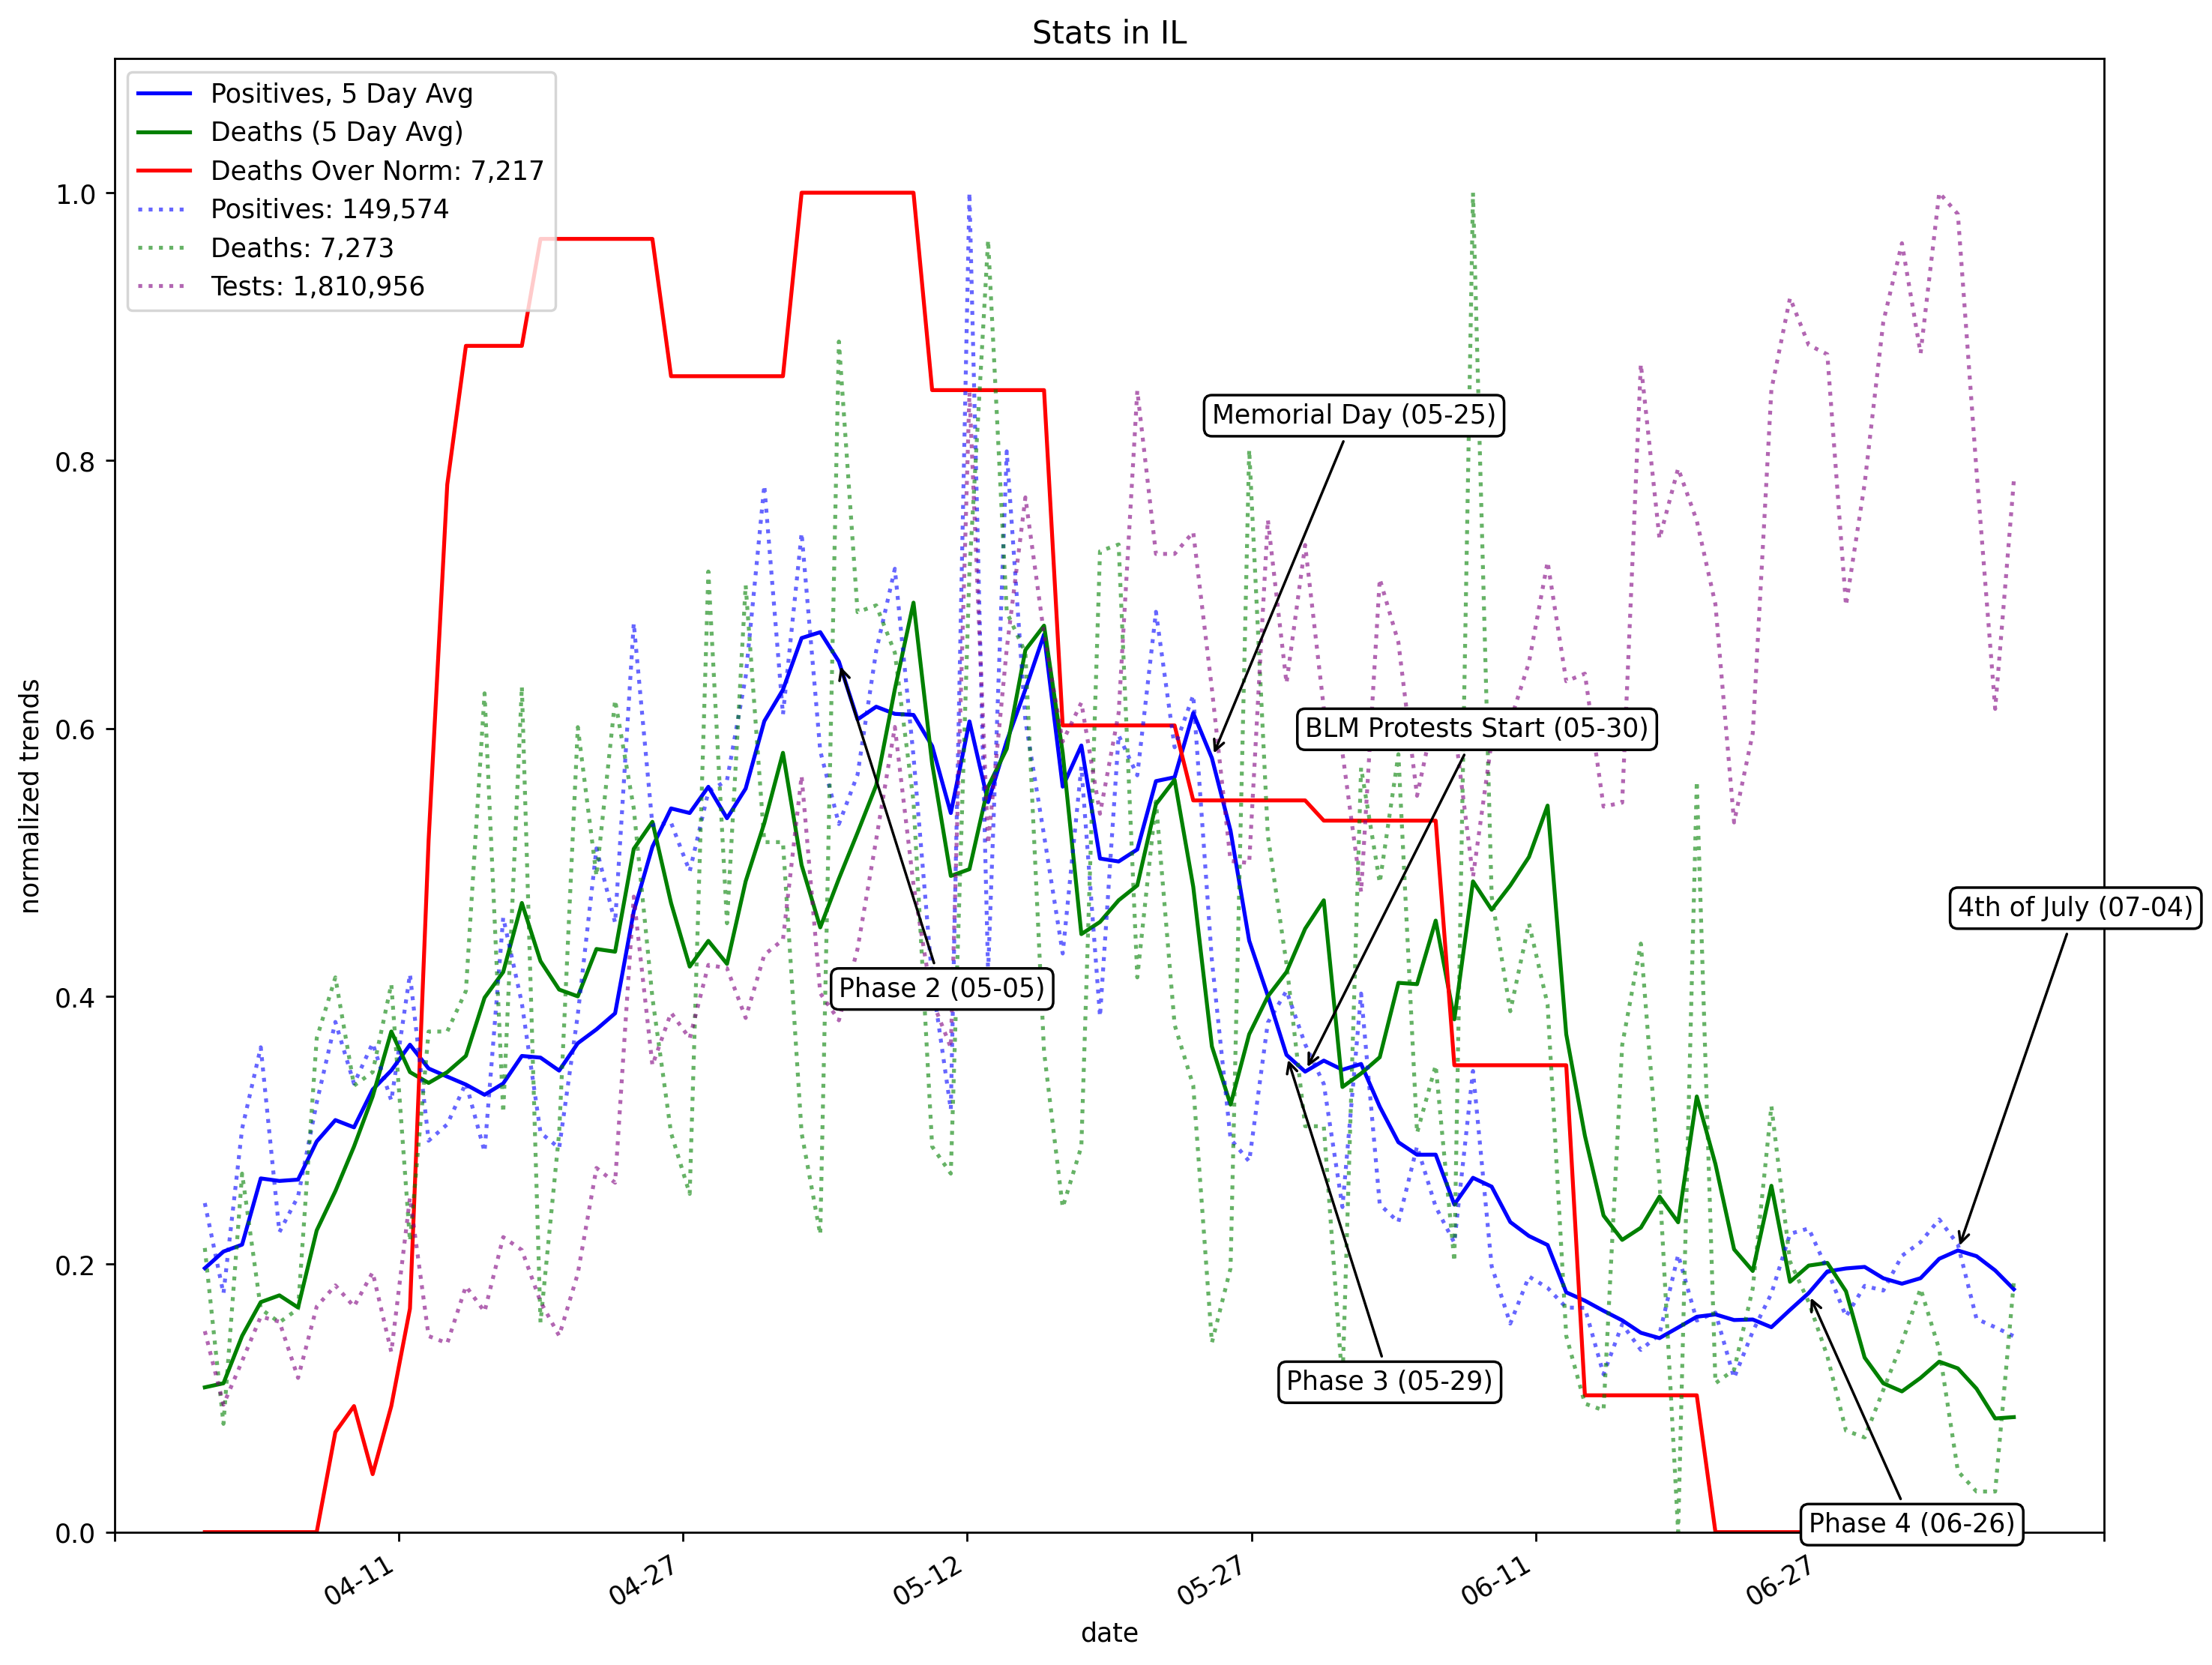 Stats in IL
Positives, 5 Day Avg
Deaths (5 Day Avg)
Deaths Over Norm: 7,217
Positives: 149,574
Deaths: 7,273
Tests: 1,810,956
1.0
0.8
0.6
0.4
0.2
0.0
normalized trends
Memorial Day (05-25)
BLM Protests Start (05-30)
4th of July (07-04)
Phase 2 (05-05)
Phase 3 (05-29)
Phase 4 (06-26)
04-11
04-27
05-12
05-27
06-11
06-27
date